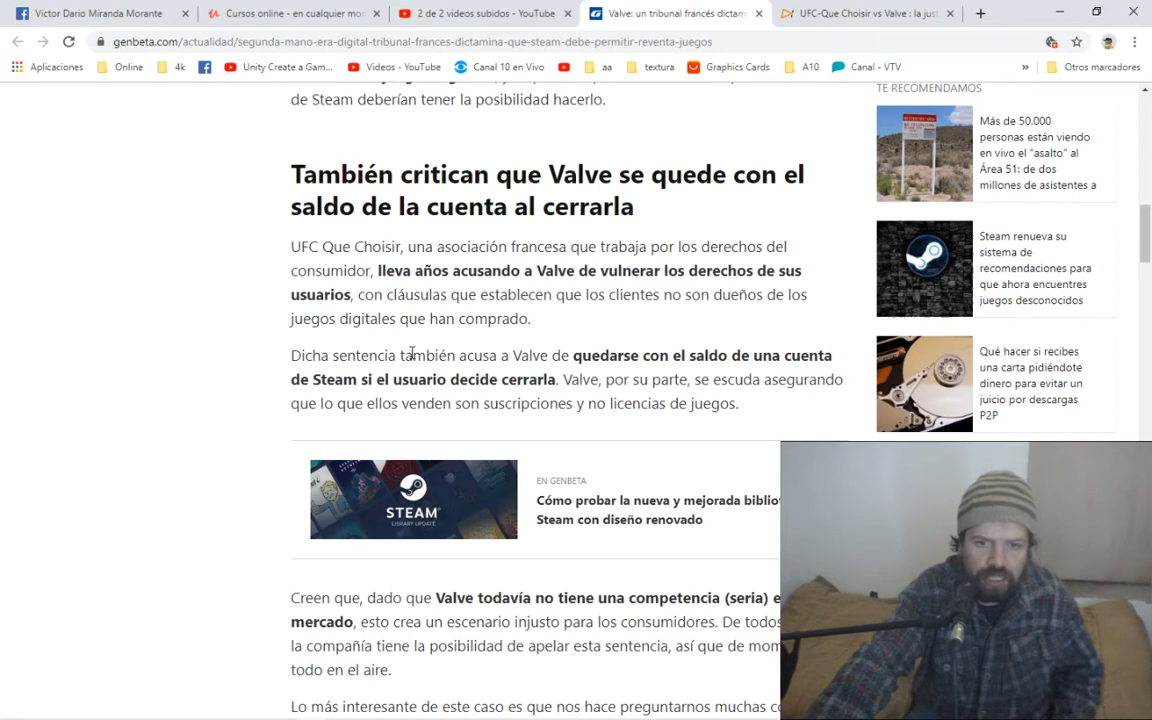 Victor Dario Miranda Morante
Cursos online - en cualquier mor
2 de 2 videos subidos - YouTube
Valve: un tribunal francés dictam
UFC-Que Choisir vs Valve : la just
genbeta.com/actualidad/segunda-mano-era-digital-tribunal-frances-dictamina-que-steam-debe-permitir-reventa-juegos
Aplicaciones
Online
4k
Unity Create a Gam...
Videos - YouTube
Canal 10 en Vivo
aa
textura
Graphics Cards
A10
Canal - VTV
»
Otros marcadores
de Steam deberían tener la posibilidad hacerlo.
También critican que Valve se quede con el
saldo de la cuenta al cerrarla
UFC Que Choisir, una asociación francesa que trabaja por los derechos del
consumidor, lleva años acusando a Valve de vulnerar los derechos de sus
usuarios, con cláusulas que establecen que los clientes no son dueños de los
juegos digitales que han comprado.
Dicha sentencia también acusa a Valve de quedarse con el saldo de una cuenta
de Steam si el usuario decide cerrarla. Valve, por su parte, se escuda asegurando
que lo que ellos venden son suscripciones y no licencias de juegos.
STEAM
LIBRARY UPDATE
EN GENBETA
Cómo probar la nueva y mejorada biblio
Steam con diseño renovado
Creen que, dado que Valve todavía no tiene una competencia (seria) e
mercado, esto crea un escenario injusto para los consumidores. De todos
la compañía tiene la posibilidad de apelar esta sentencia, así que de mom
todo en el aire.
Lo más interesante de este caso es que nos hace preguntarnos muchas co
TE RECOMENDAMOS
Más de 50.000
personas están viendo
en vivo el "asalto" al
Área 51: de dos
millones de asistentes a
Steam renueva su
sistema de
recomendaciones para
que ahora encuentres
juegos desconocidos
Qué hacer si recibes
una carta pidiéndote
dinero para evitar un
juicio por descargas
P2P